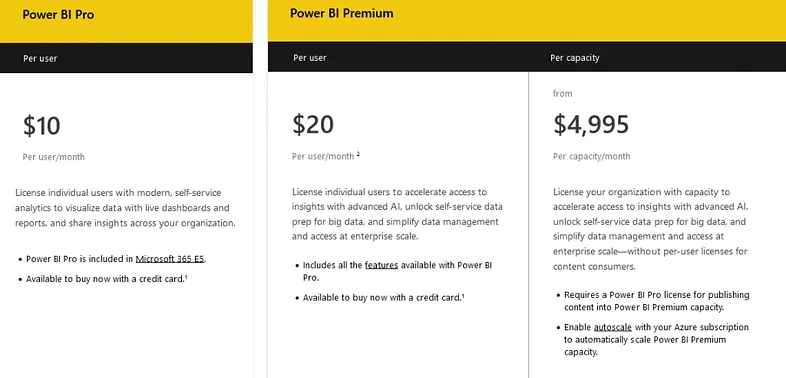 Power BI Pro
Per user
$10
Per user/month
License individual users with modern, self-service
analytics to visualize data with live dashboards and
reports, and share insights across your organization.
• Power BI Pro is included in Microsoft 365 E5.
• Available to buy now with a credit card.¹
Power BI Premium
Per user
$20
Per user/month ²
License individual users to accelerate access to
insights with advanced AI, unlock self-service data
prep for big data, and simplify data management
and access at enterprise scale.
• Includes all the features available with Power BI
Pro.
• Available to buy now with a credit card.¹
Per capacity
from
$4,995
Per capacity/month
License your organization with capacity to
accelerate access to insights with advanced AI,
unlock self-service data prep for big data, and
simplify data management and access at
enterprise scale—without per-user licenses for
content consumers.
• Requires a Power BI Pro license for publishing
content into Power BI Premium capacity.
• Enable autoscale with your Azure subscription
to automatically scale Power BI Premium
capacity.